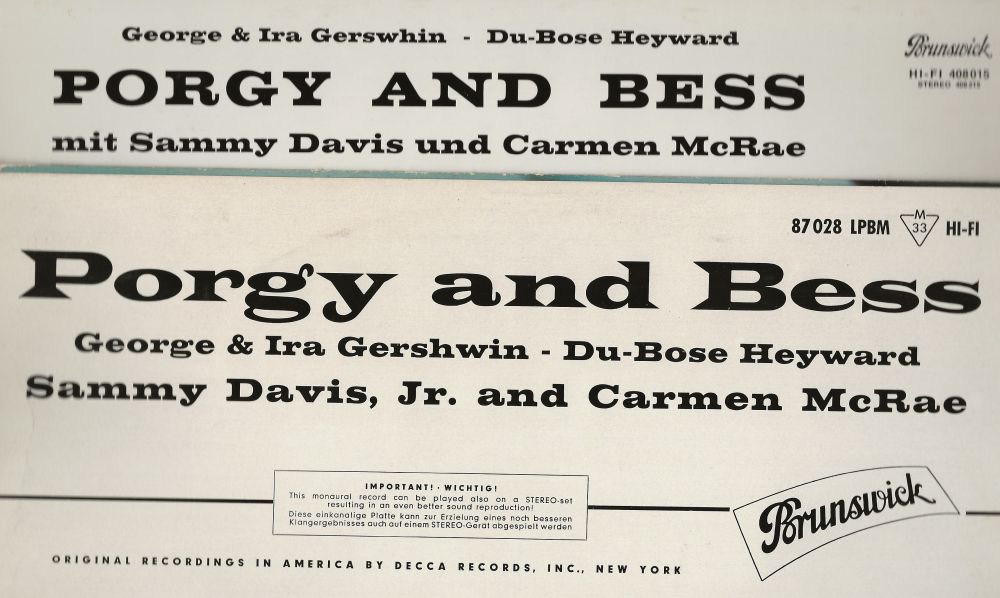 George & Ira Gerswhin - Du-Bose Heyward
PORGY AND BESS
mit Sammy Davis und Carmen McRae
Brunswick
HI-FI 408015
STEREO 408215
87028 LPBM M 33 HI-FI
Porgy and Bess
George & Ira Gershwin - Du-Bose Heyward
Sammy Davis, Jr. and Carmen McRae
IMPORTANT! · WICHTIG!
This monaural record can be played also on a STEREO-set
resulting in an even better sound reproduction!
Diese einkanalige Platte kann zur Erzielung eines noch besseren
Klangergebnisses auch auf einem STEREO-Gerät abgespielt werden
Brunswick
ORIGINAL RECORDINGS IN AMERICA BY DECCA RECORDS, INC., NEW YORK